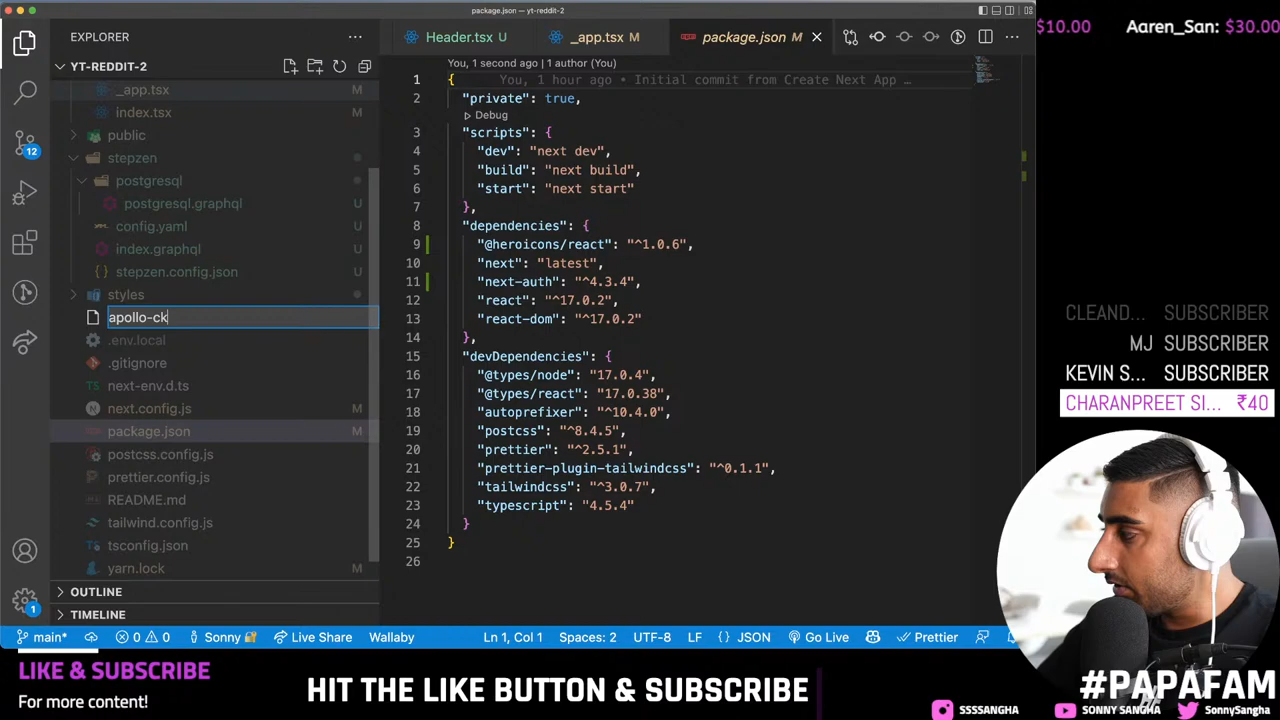 package.json — yt-reddit-2
EXPLORER
YT-REDDIT-2
_app.tsx M
index.tsx M
public
stepzen
postgresql
postgresql.graphql U
config.yaml U
index.graphql U
stepzen.config.json U
styles
apollo-ck
.env.local
.gitignore
next-env.d.ts
next.config.js M
package.json M
postcss.config.js
prettier.config.js
README.md
tailwind.config.js
tsconfig.json
yarn.lock M
OUTLINE
TIMELINE
12
1
Header.tsx U
_app.tsx M
package.json M
You, 1 second ago | 1 author (You)
1 { You, 1 hour ago • Initial commit from Create Next App …
2 "private": true,
Debug
3 "scripts": {
4 "dev": "next dev",
5 "build": "next build",
6 "start": "next start"
7 },
8 "dependencies": {
9 "@heroicons/react": "^1.0.6",
10 "next": "latest",
11 "next-auth": "^4.3.4",
12 "react": "^17.0.2",
13 "react-dom": "^17.0.2"
14 },
15 "devDependencies": {
16 "@types/node": "17.0.4",
17 "@types/react": "17.0.38",
18 "autoprefixer": "^10.4.0",
19 "postcss": "^8.4.5",
20 "prettier": "^2.5.1",
21 "prettier-plugin-tailwindcss": "^0.1.1",
22 "tailwindcss": "^3.0.7",
23 "typescript": "4.5.4"
24 }
25 }
26
main* 0 0 Sonny Live Share Wallaby Ln 1, Col 1 Spaces: 2 UTF-8 LF { } JSON Go Live Prettier
$10.00 Aaren_San: $30.00
CLEAND... SUBSCRIBER
MJ SUBSCRIBER
KEVIN S... SUBSCRIBER
CHARANPREET SI... ₹40
LIKE & SUBSCRIBE
For more content!
HIT THE LIKE BUTTON & SUBSCRIBE
#PAPAFAM
SSSSANGHA SONNY SANGHA SONNYSANGHA